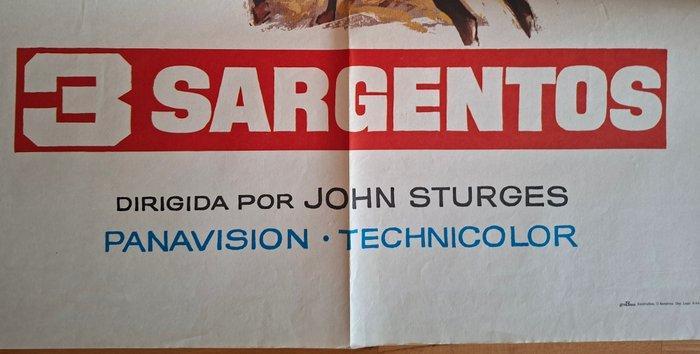 3 SARGENTOS
DIRIGIDA POR JOHN STURGES
PANAVISION · TECHNICOLOR